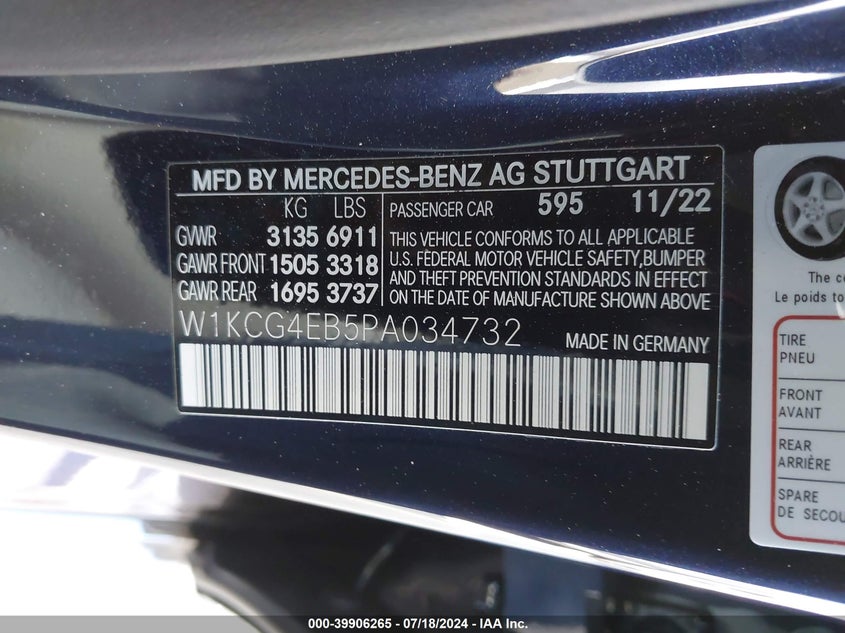 MFD BY MERCEDES-BENZ AG STUTTGART
KG LBS
GVWR 3135 6911
GAWR FRONT 1505 3318
GAWR REAR 1695 3737
PASSENGER CAR 595 11/22
THIS VEHICLE CONFORMS TO ALL APPLICABLE
U.S. FEDERAL MOTOR VEHICLE SAFETY,BUMPER
AND THEFT PREVENTION STANDARDS IN EFFECT
ON THE DATE OF MANUFACTURE SHOWN ABOVE
W1KCG4EB5PA034732
MADE IN GERMANY
The co
Le poids to
TIRE
PNEU
FRONT
AVANT
REAR
ARRIÈRE
SPARE
DE SECOU
000-39906265 - 07/18/2024 - IAA Inc.